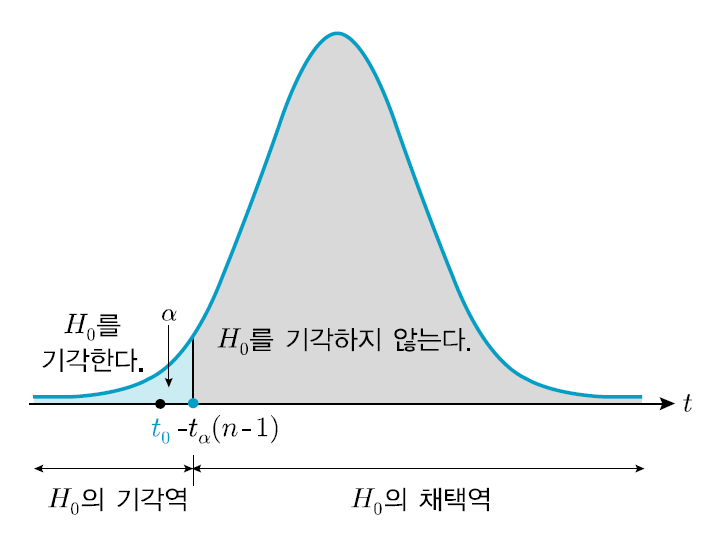 H₀를
기각한다.
α
H₀를 기각하지 않는다.
t
t₀ -tα(n-1)
H₀의 기각역
H₀의 채택역